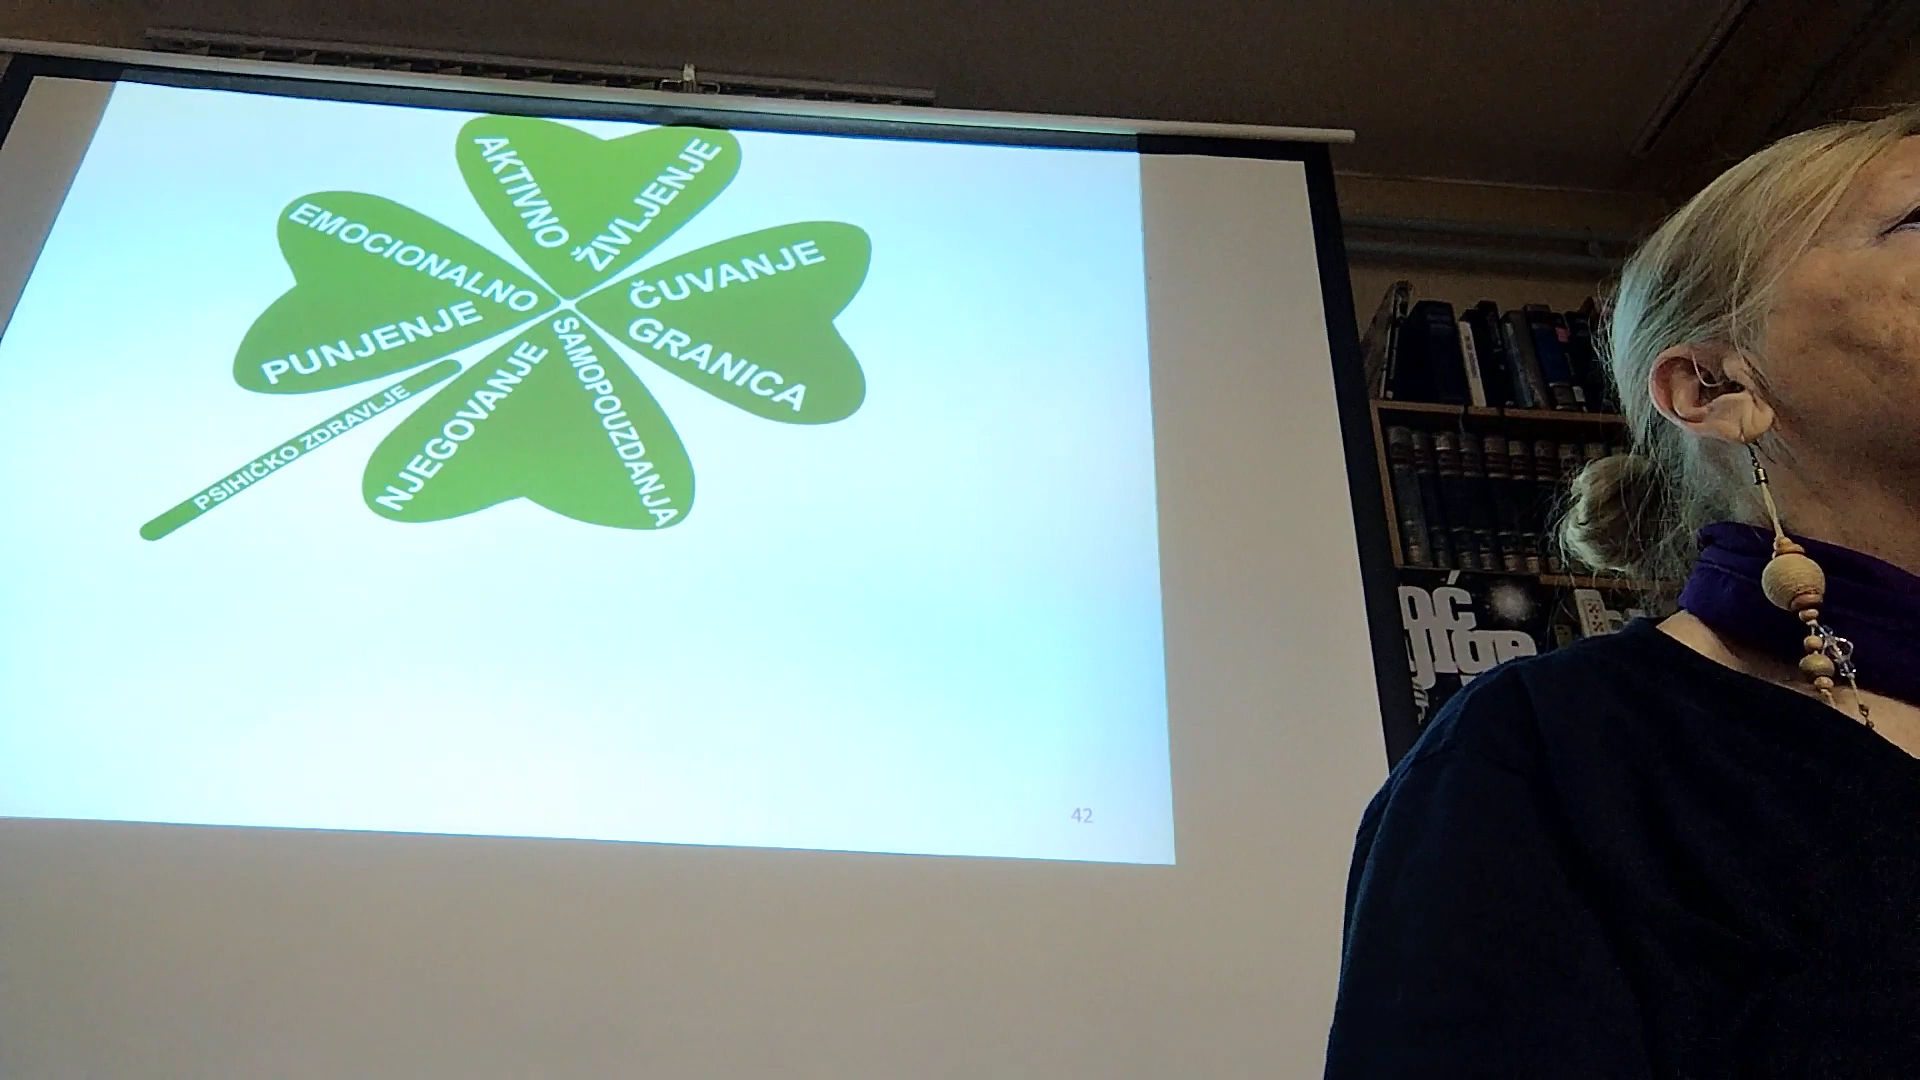 AKTIVNO
ŽIVLJENJE
EMOCIONALNO
PUNJENJE
ČUVANJE
GRANICA
NJEGOVANJE
SAMOPOUZDANJA
PSIHIČKO ZDRAVLJE
42